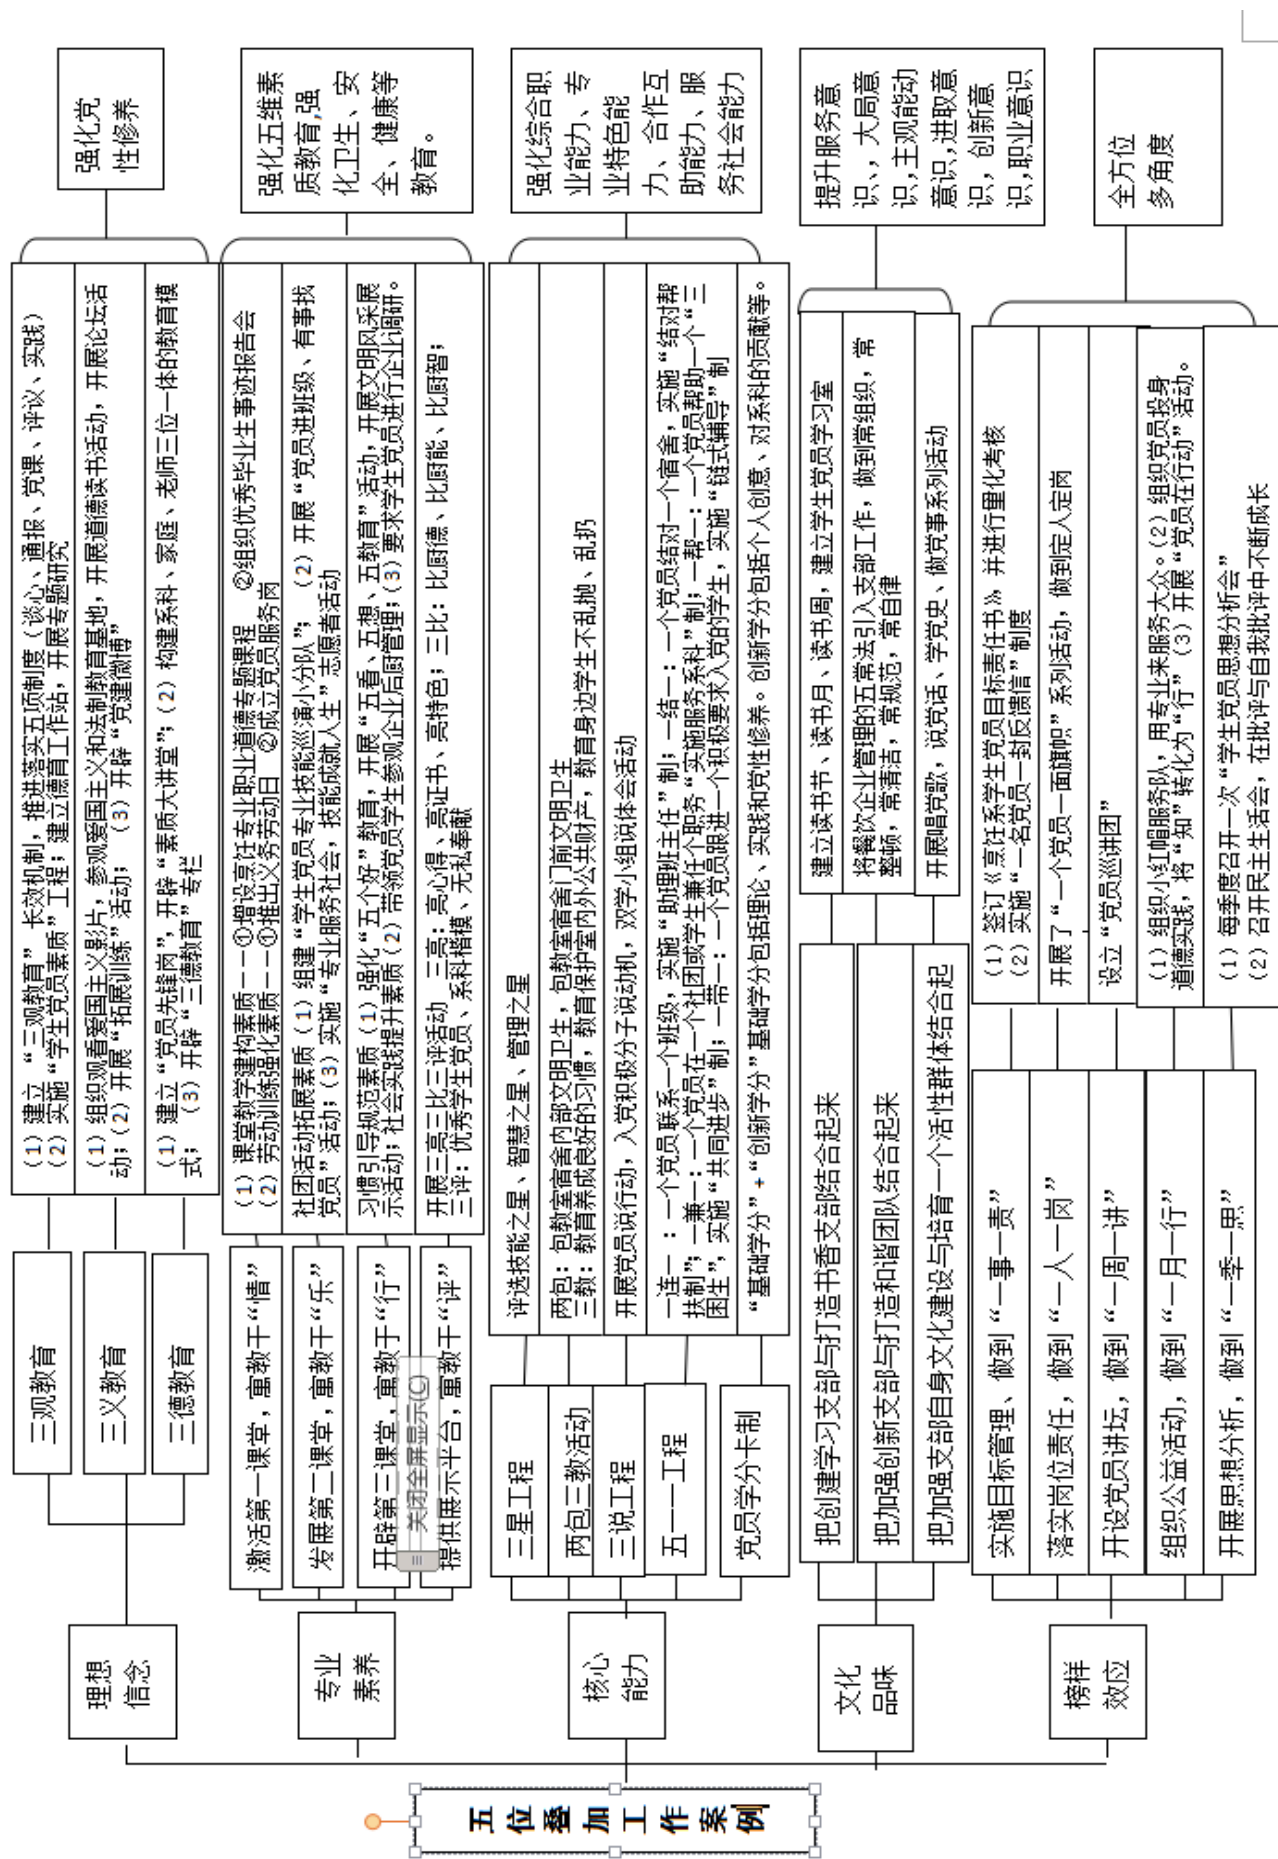 五位叠加工作案例
理想
信念
三观教育
(1) 建立 “三观教育” 长效机制，推进落实五项制度（谈心、通报、党课、评议、实践）
(2) 实施“学生党员素质”工程；建立德育工作站，开展专题研究
三义教育
(1) 组织观看爱国主义影片，参观爱国主义和法制教育基地，开展道德读书活动，开展论坛活
动；(2) 开展“拓展训练”活动； (3) 开辟“党建微博”
三德教育
(1) 建立“党员先锋岗”，开辟“素质大讲堂”；(2) 构建系科、家庭、老师三位一体的教育模
式； (3) 开辟“三德教育”专栏
强化党
性修养
专业
素养
激活第一课堂，寓教于“情”
(1) 课堂教学建构素质——①增设烹饪专业职业道德专题课程 ②组织优秀毕业生事迹报告会
(2) 劳动训练强化素质——①推出义务劳动日 ②成立党员服务岗
发展第二课堂，寓教于“乐”
社团活动拓展素质 (1) 组建“学生党员专业技能巡演小分队”； (2) 开展“党员进班级、有事找
党员”活动；(3) 实施“专业服务社会，技能成就人生”志愿者活动
开辟第三课堂，寓教于“行”
习惯引导规范素质 (1) 强化“五个好”教育，开展“五看、五想、五教育”活动，开展文明风采展
示活动；社会实践提升素质 (2) 带领党员学生参观企业后厨管理；(3) 要求学生党员进行企业调研。
关闭全屏显示(C)
提供展示平台，寓教于“评”
开展三亮三比三评活动 三亮：亮心得、亮证书、亮特色；三比：比厨德、比厨能、比厨智；
三评：优秀学生党员、系科楷模、无私奉献
强化五维素
质教育,强
化卫生、安
全、健康等
教育。
核心
能力
三星工程
评选技能之星、智慧之星、管理之星
两包三教活动
两包：包教室宿舍内部文明卫生，包教室宿舍门前文明卫生
三教：教育养成良好的习惯，教育保护室内外公共财产，教育身边学生不乱抛、乱扔
三说工程
开展党员说行动，入党积极分子说动机，双学小组说体会活动
五一一工程
一连一：一个党员联系一个班级，实施“助理班主任”制；一结一：一个党员结对一个宿舍，实施“结对帮
扶制”；一兼一：一个党员在一个社团或学生兼任个职务“实施服务系科”制；一帮一：一个党员帮助一个“三
困生”，实施“共同进步”制；一带一：一个党员跟进一个积极要求入党的学生，实施“链式辅导”制
党员学分卡制
“基础学分”+“创新学分”基础学分包括理论、实践和党性修养。创新学分包括个人创意、对系科的贡献等。
强化综合职
业能力、专
业特色能
力、合作互
助能力、服
务社会能力
文化
品味
把创建学习支部与打造书香支部结合起来
建立读书节、读书月、读书周，建立学生党员学习室
把加强创新支部与打造和谐团队结合起来
将餐饮企业管理的五常法引入支部工作，做到常组织，常
整顿，常清洁，常规范，常自律
把加强支部自身文化建设与培育一个活性群体结合起
开展唱党歌，说党话、学党史、做党事系列活动
提升服务意
识、，大局意
识,主观能动
意识,进取意
识，创新意
识,职业意识
榜样
效应
实施目标管理、做到“一事一责”
(1) 签订《烹饪系学生党员目标责任书》并进行量化考核
(2) 实施“一名党员一封反馈信”制度
落实岗位责任，做到“一人一岗”
开展了“一个党员一面旗帜”系列活动，做到定人定岗
开设党员讲坛，做到“一周一讲”
设立“党员巡讲团”
组织公益活动，做到“一月一行”
(1) 组织小红帽服务队，用专业来服务大众。(2) 组织党员投身
道德实践，将“知”转化为“行” (3) 开展“党员在行动”活动。
开展思想分析，做到“一季一思”
(1) 每季度召开一次“学生党员思想分析会”
(2) 召开民主生活会，在批评与自我批评中不断成长
全方位
多角度